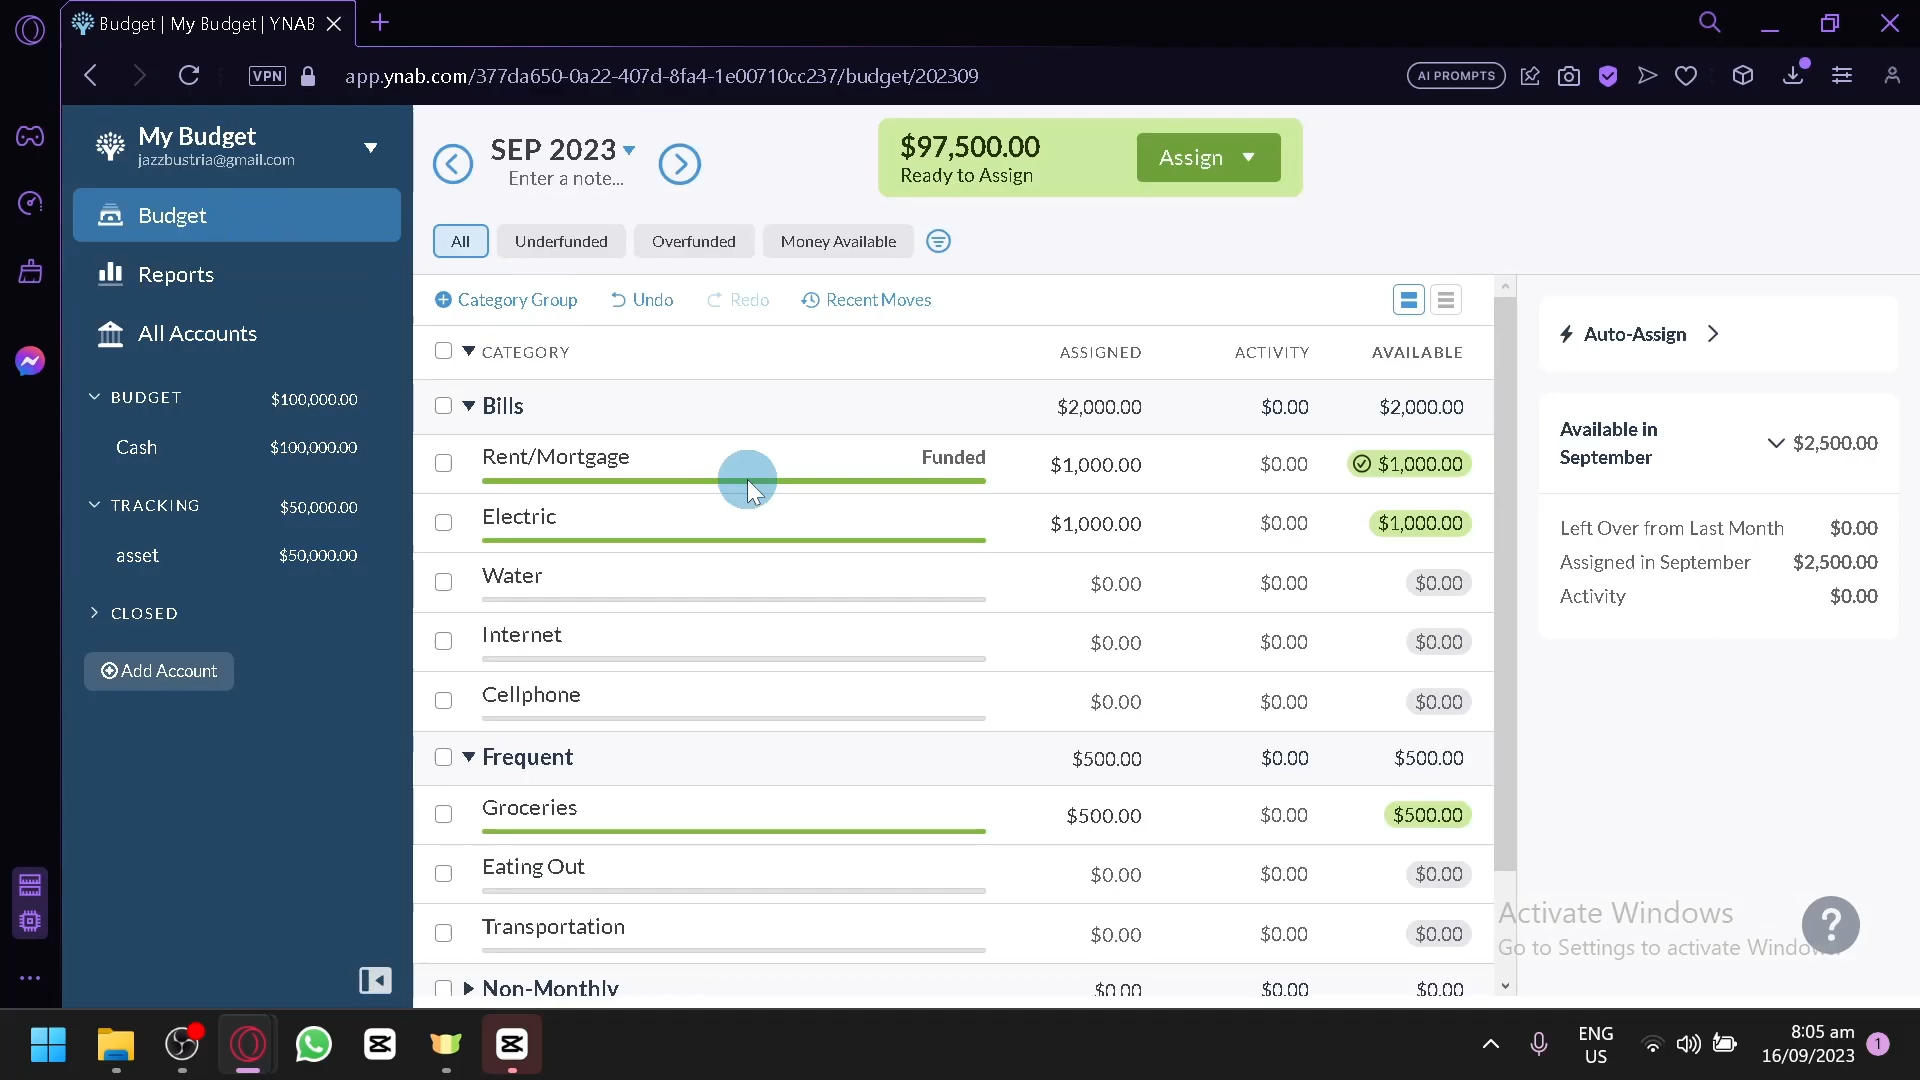 Budget | My Budget | YNAB
VPN
app.ynab.com/377da650-0a22-407d-8fa4-1e00710cc237/budget/202309
AI PROMPTS
My Budget
jazzbustria@gmail.com
Budget
Reports
All Accounts
BUDGET $100,000.00
Cash $100,000.00
TRACKING $50,000.00
asset $50,000.00
CLOSED
Add Account
SEP 2023
Enter a note...
$97,500.00
Ready to Assign
Assign
All Underfunded Overfunded Money Available
Category Group Undo Redo Recent Moves
CATEGORY ASSIGNED ACTIVITY AVAILABLE
Bills $2,000.00 $0.00 $2,000.00
Rent/Mortgage Funded $1,000.00 $0.00 $1,000.00
Electric $1,000.00 $0.00 $1,000.00
Water $0.00 $0.00 $0.00
Internet $0.00 $0.00 $0.00
Cellphone $0.00 $0.00 $0.00
Frequent $500.00 $0.00 $500.00
Groceries $500.00 $0.00 $500.00
Eating Out $0.00 $0.00 $0.00
Transportation $0.00 $0.00 $0.00
Non-Monthly $0.00 $0.00 $0.00
Auto-Assign
Available in
September $2,500.00
Left Over from Last Month $0.00
Assigned in September $2,500.00
Activity $0.00
Activate Windows
Go to Settings to activate Windows.
?
ENG
US
8:05 am
16/09/2023
1